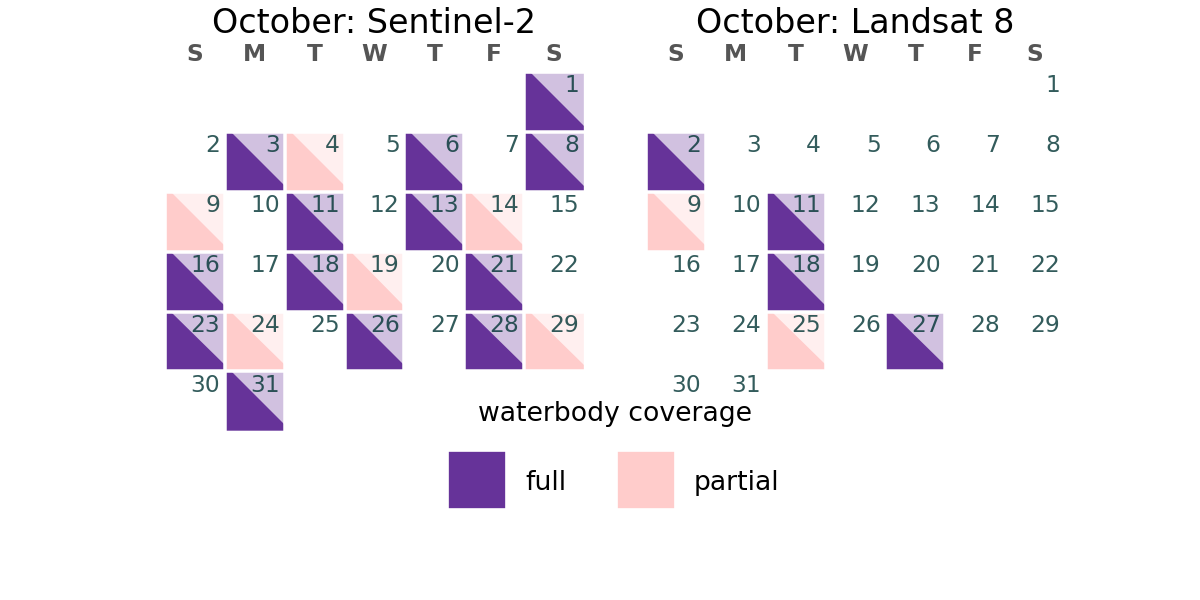 October: Sentinel-2
S M T W T F S
1
2 3 4 5 6 7 8
9 10 11 12 13 14 15
16 17 18 19 20 21 22
23 24 25 26 27 28 29
30 31
October: Landsat 8
S M T W T F S
1
2 3 4 5 6 7 8
9 10 11 12 13 14 15
16 17 18 19 20 21 22
23 24 25 26 27 28 29
30 31
waterbody coverage
full partial